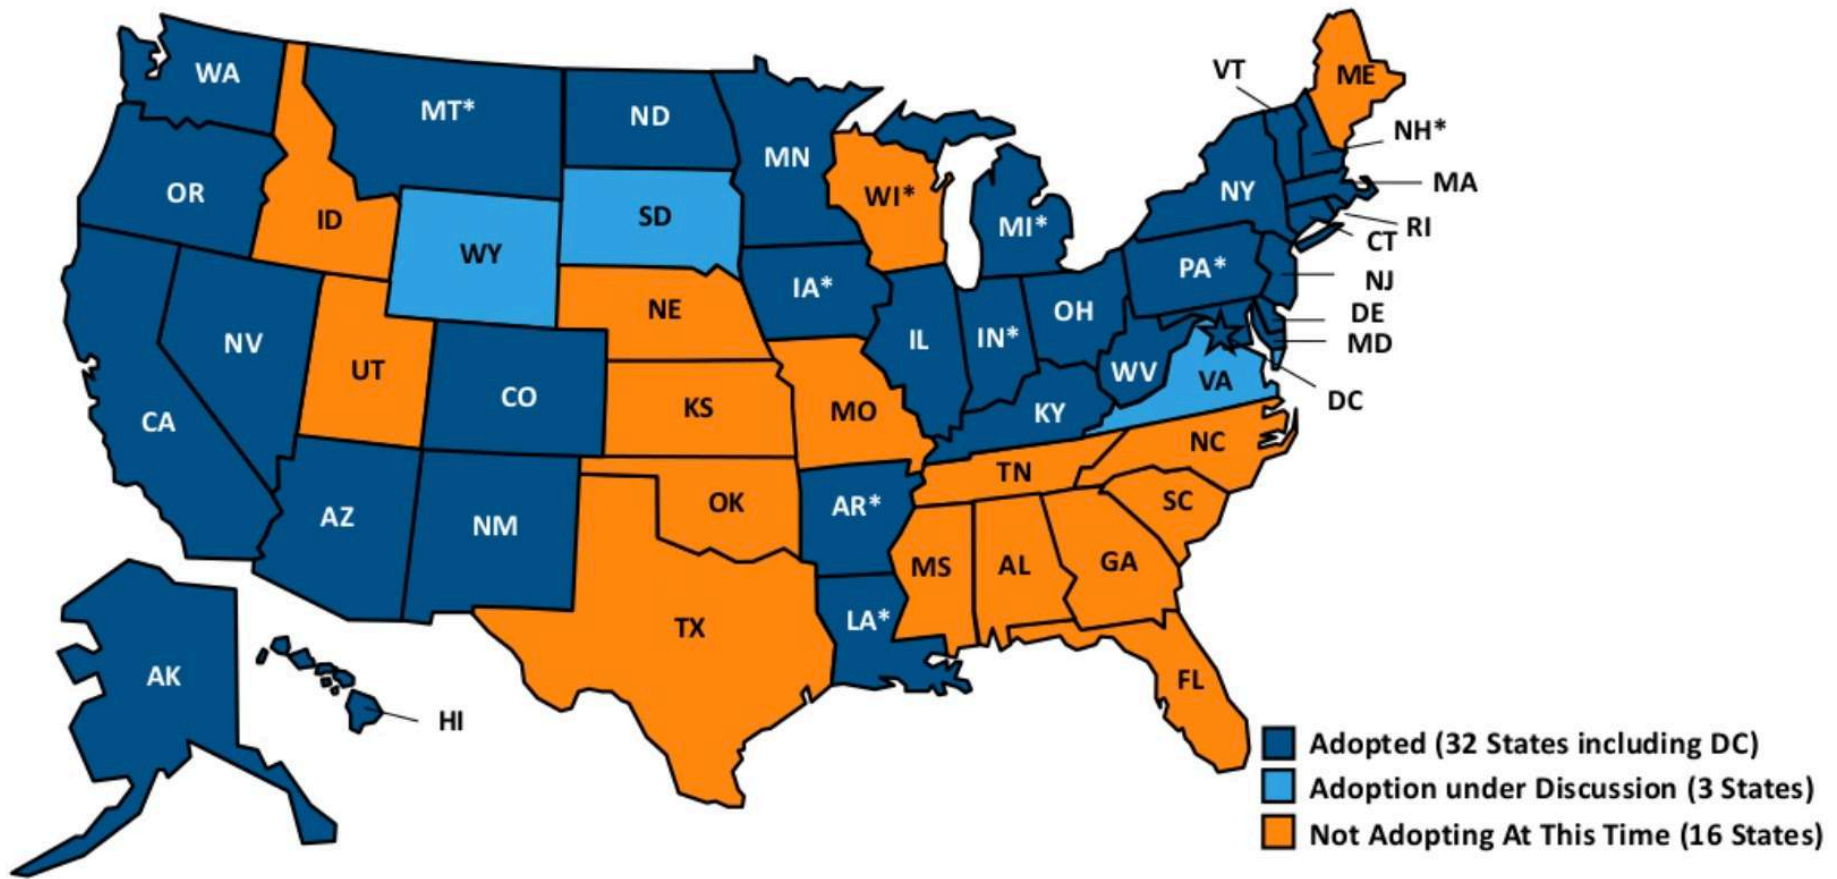 VT
ME
WA
MT*
ND
MN
NH*
OR
ID
WY
SD
WI*
MI*
NY
MA
RI
CT
NV
UT
NE
IA*
IL
IN*
OH
PA*
NJ
DE
MD
CA
CO
KS
MO
KY
WV
VA
DC
AZ
NM
OK
AR*
TN
NC
SC
TX
LA*
MS
AL
GA
AK
HI
FL
Adopted (32 States including DC)
Adoption under Discussion (3 States)
Not Adopting At This Time (16 States)